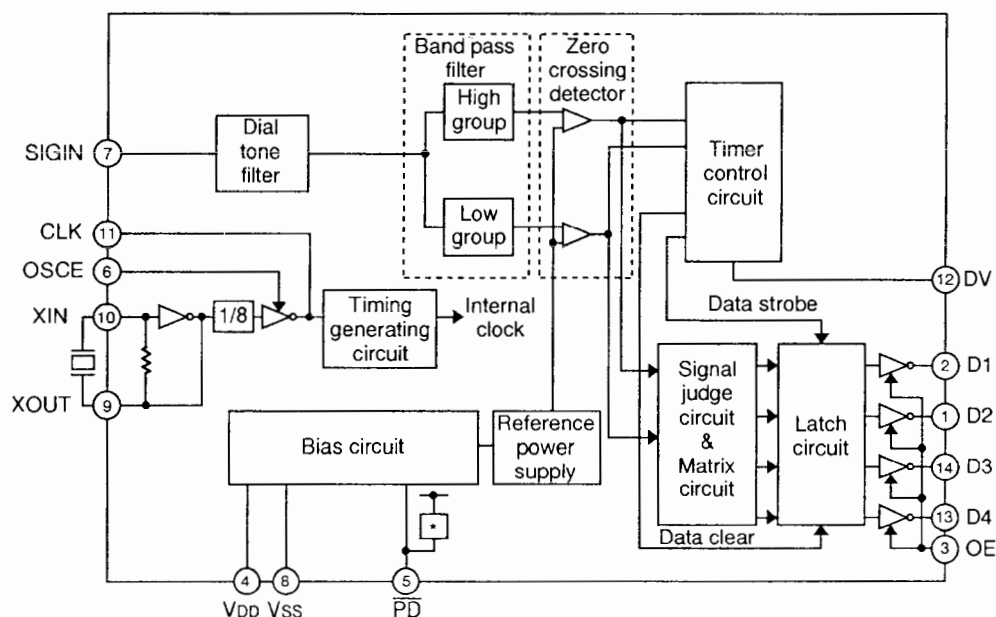 Band pass
filter
Zero
crossing
detector
High
group
Low
group
SIGIN
7
Dial
tone
filter
Timer
control
circuit
CLK
11
OSCE
6
XIN
10
1/8
Timing
generating
circuit
Internal
clock
XOUT
9
12
DV
Data strobe
Signal
judge
circuit
&
Matrix
circuit
Latch
circuit
2
D1
1
D2
14
D3
13
D4
3
OE
Data clear
Bias circuit
Reference
power
supply
*
4
8
5
VDD
VSS
PD